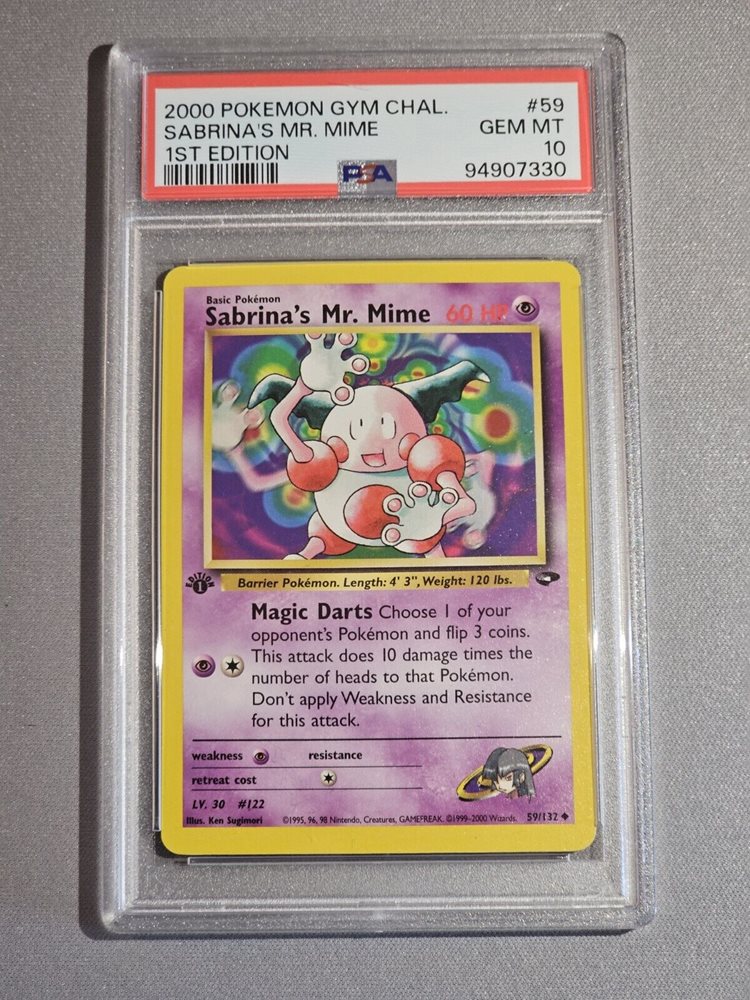 2000 POKEMON GYM CHAL. #59
SABRINA'S MR. MIME GEM MT
1ST EDITION 10
PSA 94907330
Basic Pokémon
Sabrina's Mr. Mime 60 HP
EDITION 1
Barrier Pokémon. Length: 4' 3", Weight: 120 lbs.
Magic Darts Choose 1 of your
opponent's Pokémon and flip 3 coins.
This attack does 10 damage times the
number of heads to that Pokémon.
Don't apply Weakness and Resistance
for this attack.
weakness resistance
retreat cost
LV. 30 #122
Illus. Ken Sugimori ©1995, 96, 98 Nintendo, Creatures, GAMEFREAK. ©1999-2000 Wizards. 59/132